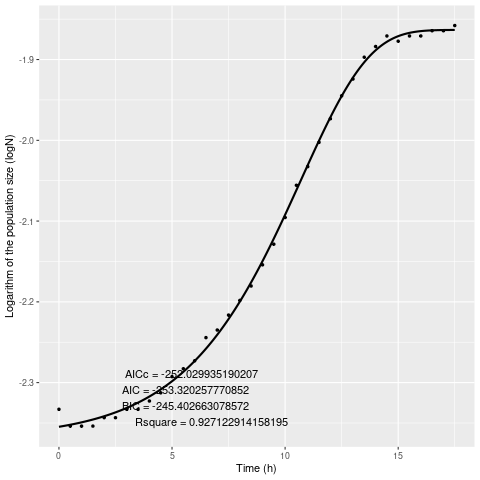 Logarithm of the population size (logN)
-1.9
-2.0
-2.1
-2.2
-2.3
AICc = -252.029935190207
AIC = -253.320257770852
BIC = -245.402663078572
Rsquare = 0.927122914158195
0 5 10 15
Time (h)